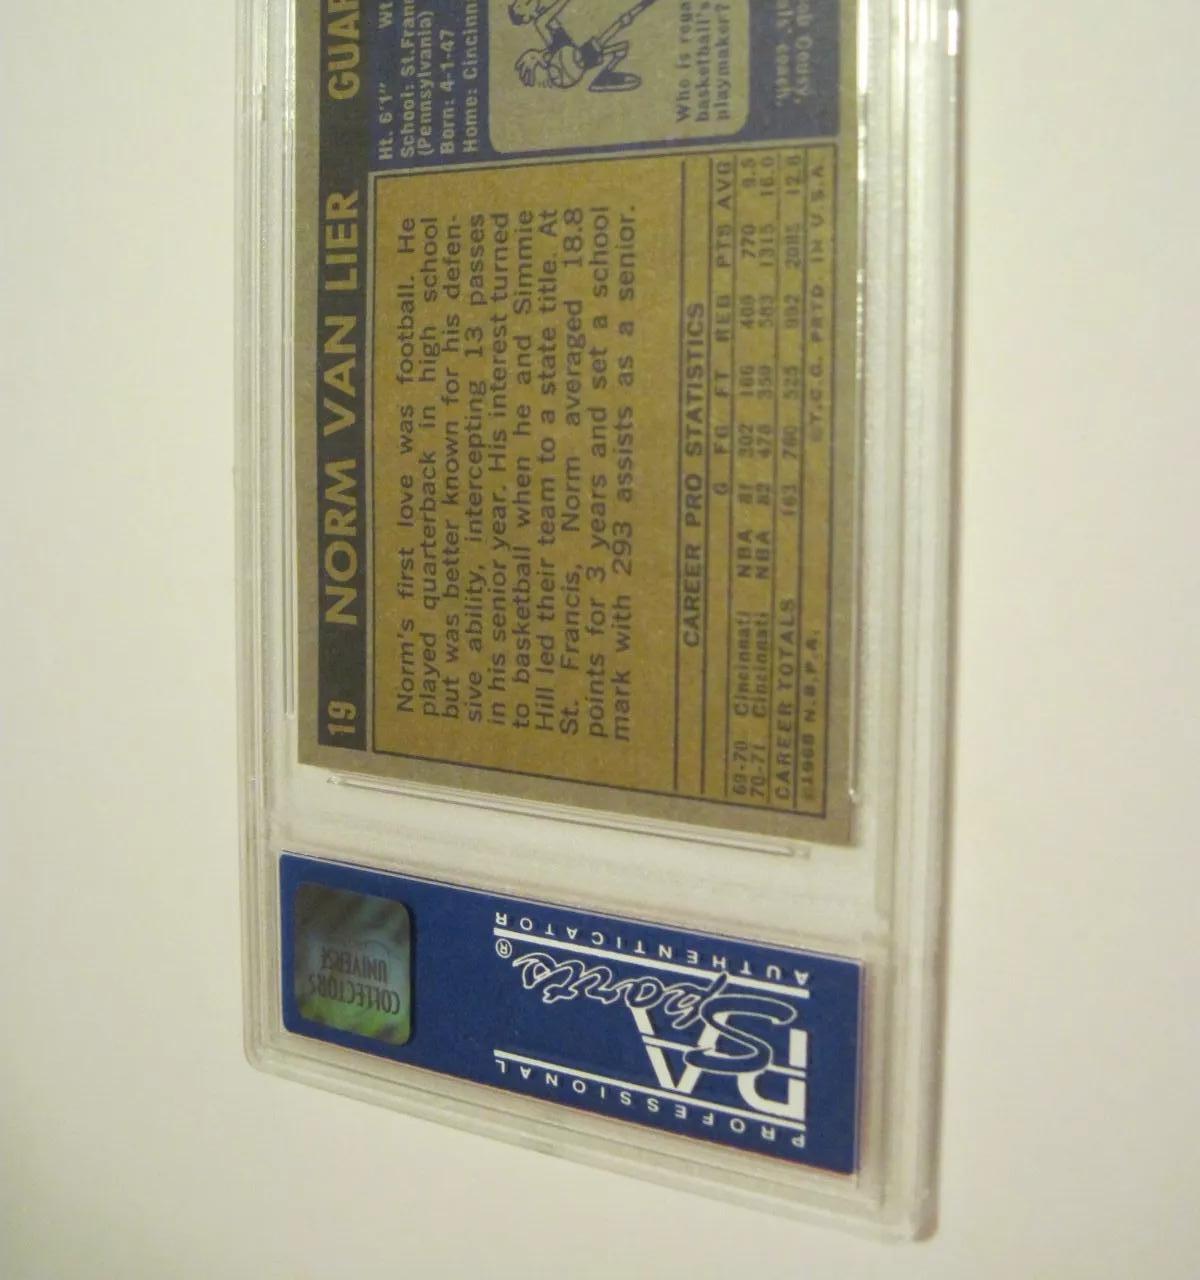 19 NORM VAN LIER GUAR
Ht. 6'1" Wt
School: St. Fran
(Pennsylvania)
Born: 4-1-47
Home: Cincinn
Norm's first love was football. He
played quarterback in high school
but was better known for his defen-
sive ability, intercepting 13 passes
in his senior year. His interest turned
to basketball when he and Simmie
Hill led their team to a state title. At
St. Francis, Norm averaged 18.8
points for 3 years and set a school
mark with 293 assists as a senior.
Who is regu
basketball's
playmaker?
ob Cousy,
coach.
CAREER PRO STATISTICS
G FG FT REB PTS AVG
69-70 Cincinnati NBA 81 302 166 409 770 9.5
70-71 Cincinnati NBA 82 478 359 583 1315 16.0
CAREER TOTALS 163 780 525 992 2085 12.8
©1968 N.B.P.A. ©T.C.G. PRTD. IN U.S.A.
COLLECTORS
UNIVERSE
PROFESSIONAL
PSA
Sports®
AUTHENTICATOR